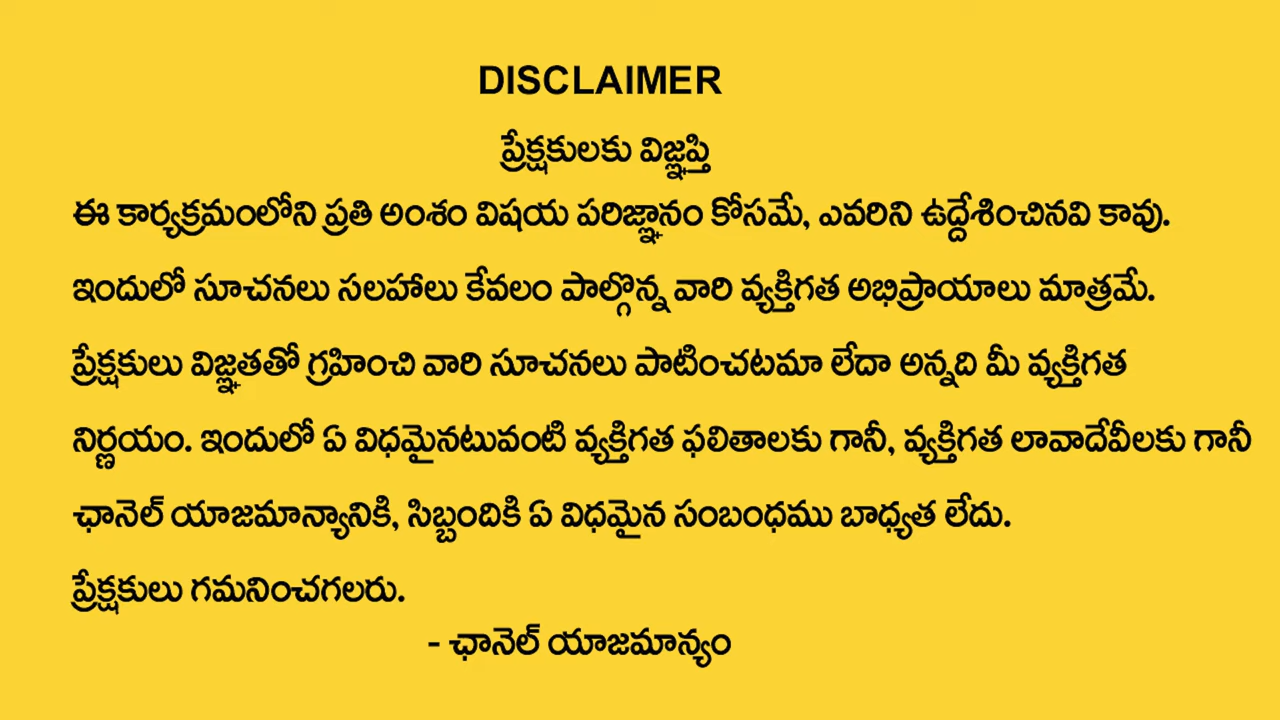 DISCLAIMER
ప్రేక్షకులకు విజ్ఞప్తి
ఈ కార్యక్రమంలోని ప్రతి అంశం విషయ పరిజ్ఞానం కోసమే, ఎవరిని ఉద్దేశించినవి కావు.
ఇందులో సూచనలు సలహాలు కేవలం పాల్గొన్న వారి వ్యక్తిగత అభిప్రాయాలు మాత్రమే.
ప్రేక్షకులు విజ్ఞతతో గ్రహించి వారి సూచనలు పాటించటమా లేదా అన్నది మీ వ్యక్తిగత
నిర్ణయం. ఇందులో ఏ విధమైనటువంటి వ్యక్తిగత ఫలితాలకు గానీ, వ్యక్తిగత లావాదేవీలకు గానీ
ఛానెల్ యాజమాన్యానికి, సిబ్బందికి ఏ విధమైన సంబంధము బాధ్యత లేదు.
ప్రేక్షకులు గమనించగలరు.
- ఛానెల్ యాజమాన్యం